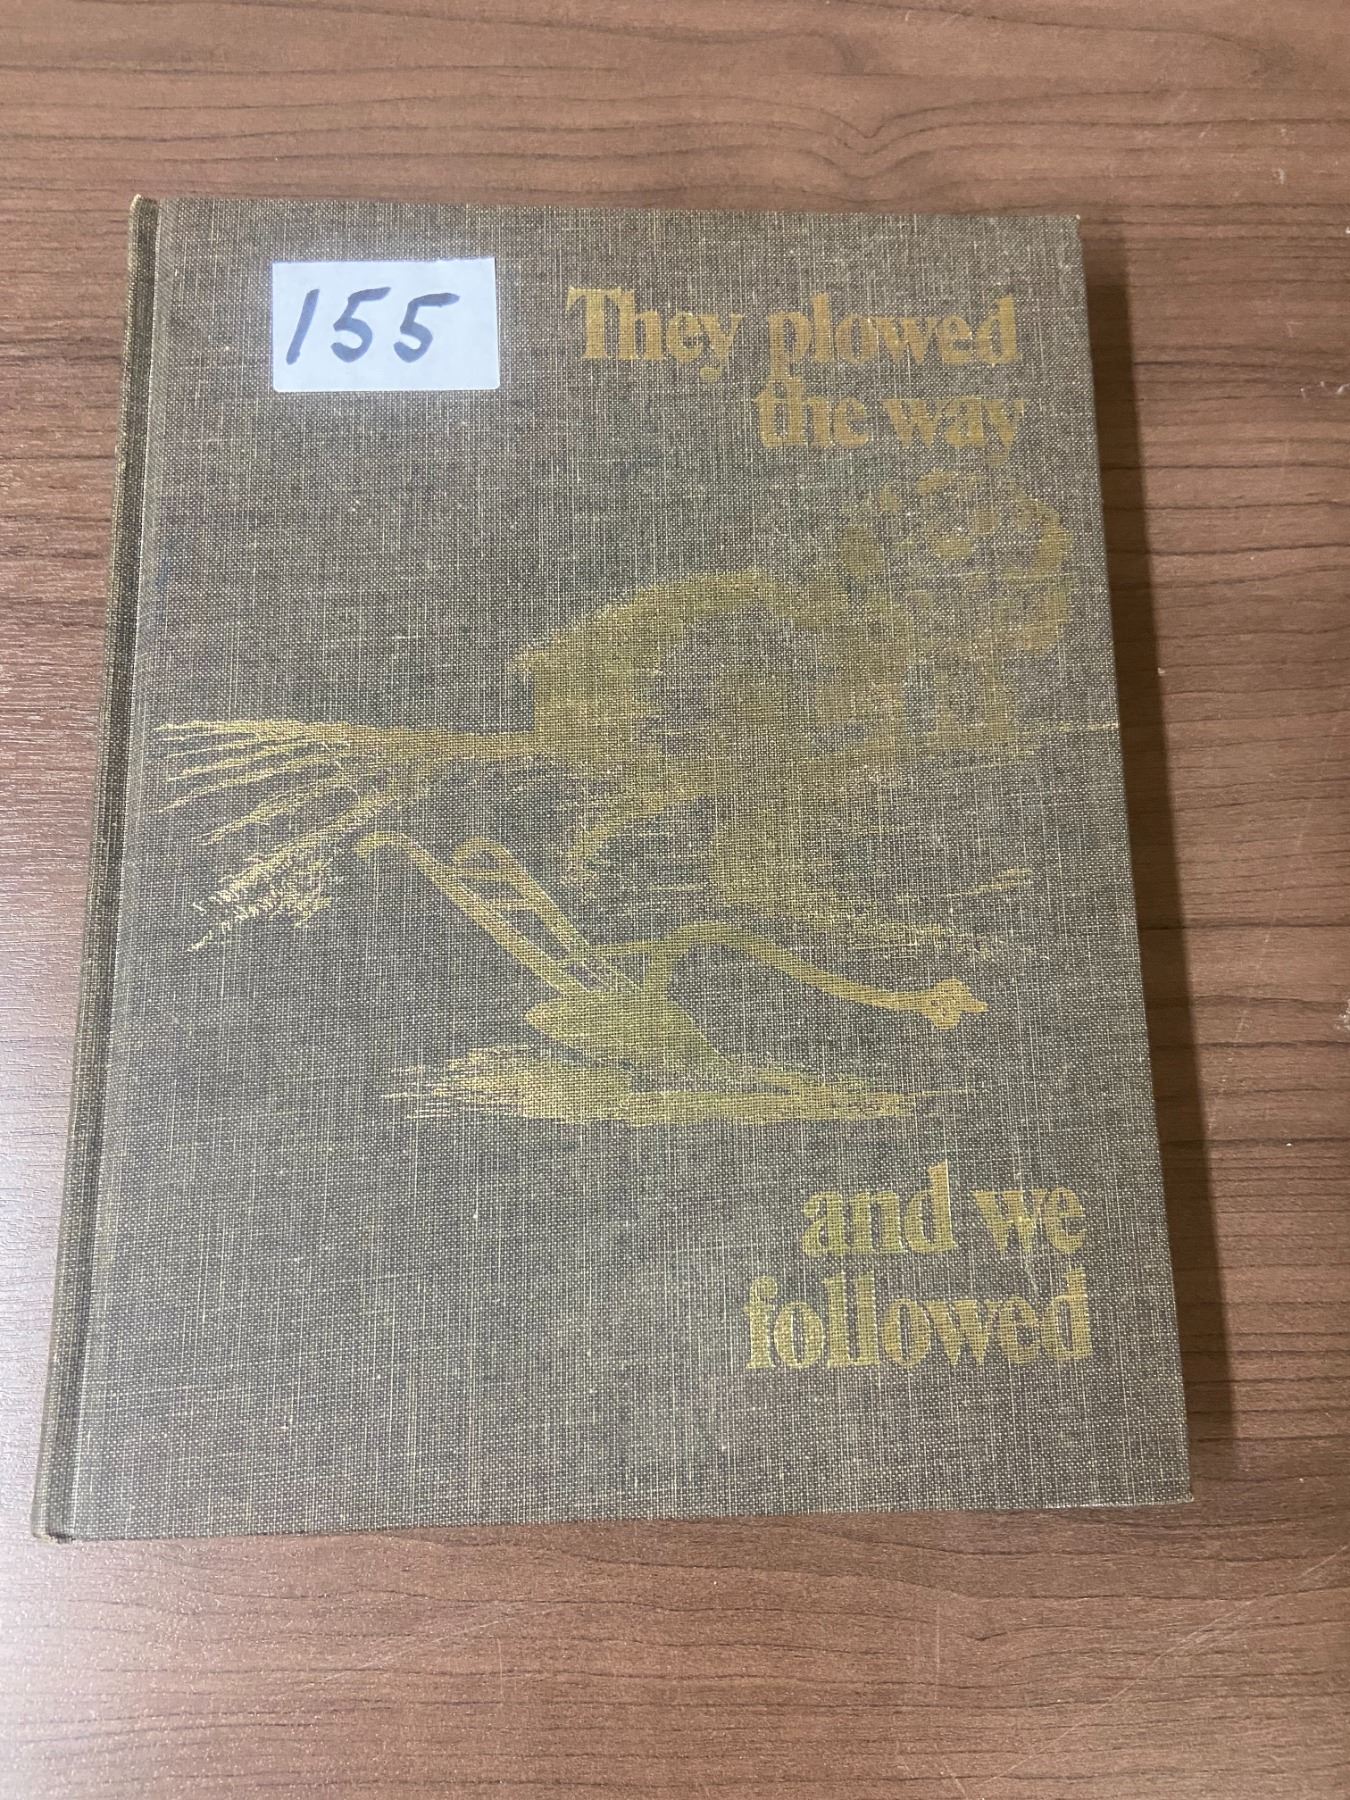 155
They plowed
the way
and we
followed